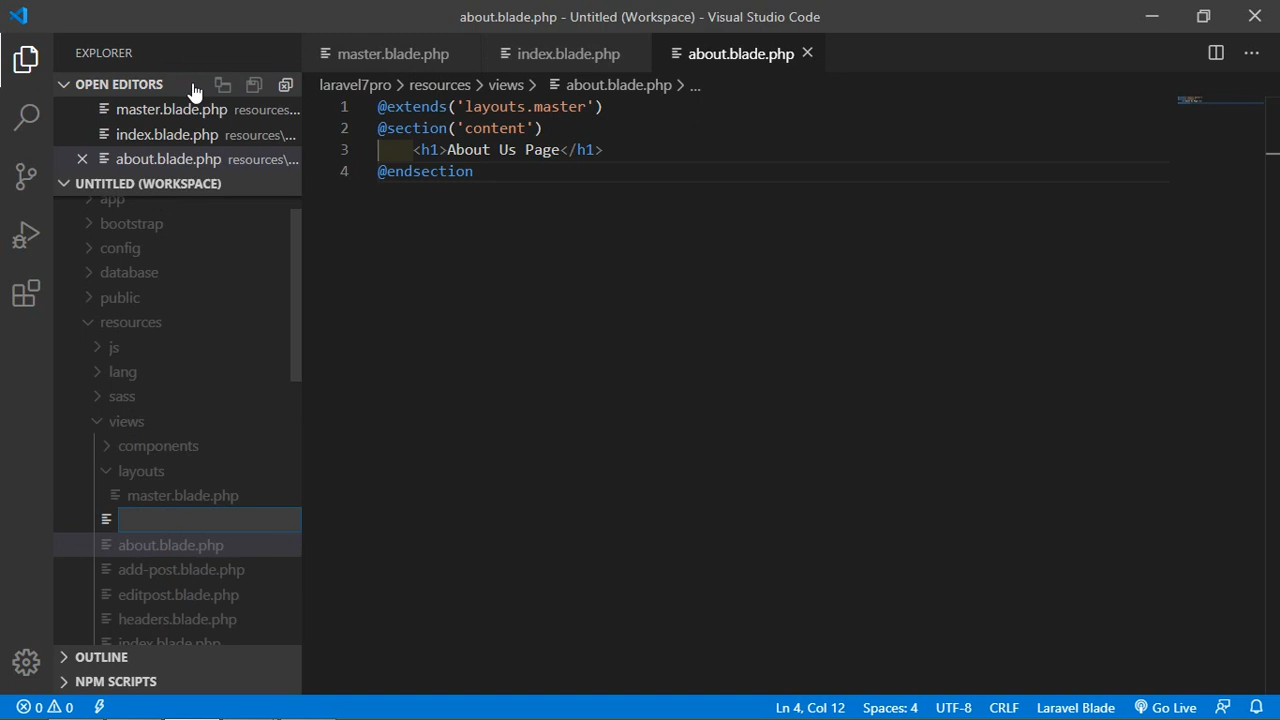 about.blade.php - Untitled (Workspace) - Visual Studio Code
EXPLORER
master.blade.php
index.blade.php
about.blade.php
OPEN EDITORS
master.blade.php resources...
index.blade.php resources\...
about.blade.php resources\...
UNTITLED (WORKSPACE)
app
bootstrap
config
database
public
resources
js
lang
sass
views
components
layouts
master.blade.php
about.blade.php
add-post.blade.php
editpost.blade.php
headers.blade.php
index.blade.php
OUTLINE
NPM SCRIPTS
laravel7pro > resources > views > about.blade.php > ...
1 @extends('layouts.master')
2 @section('content')
3 <h1>About Us Page</h1>
4 @endsection
0 0
Ln 4, Col 12 Spaces: 4 UTF-8 CRLF Laravel Blade Go Live